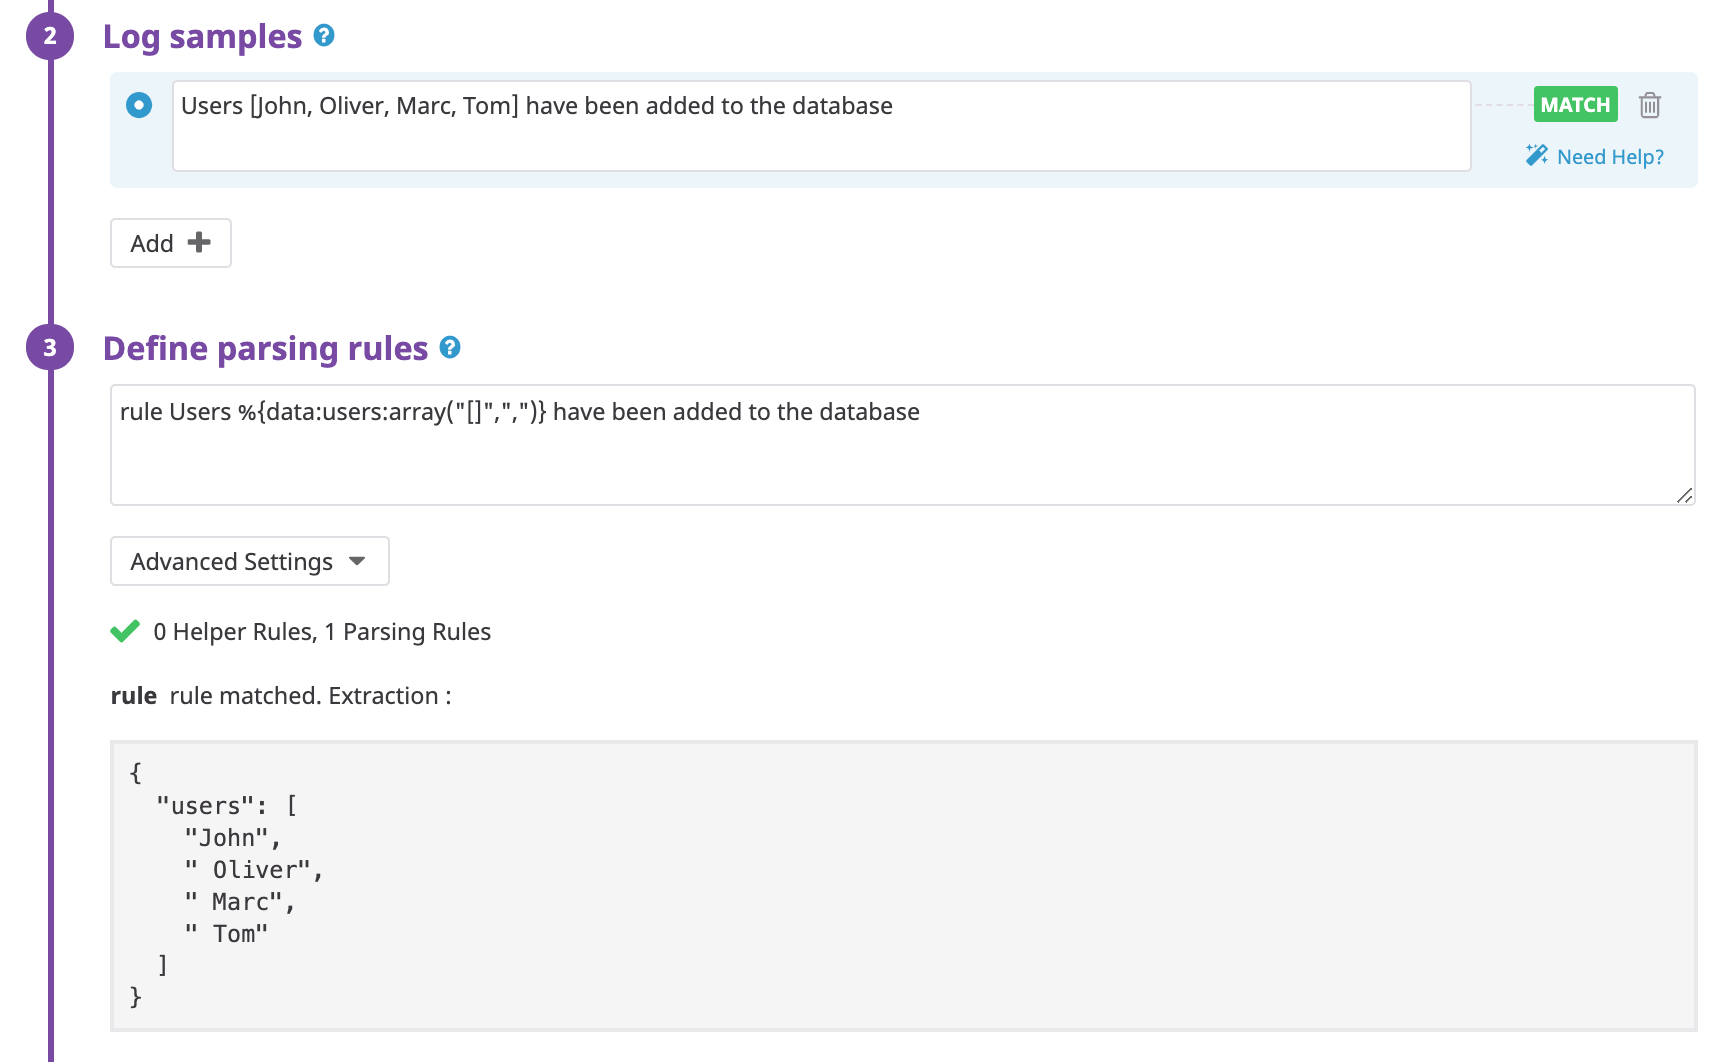 2
Log samples ?
Users [John, Oliver, Marc, Tom] have been added to the database
MATCH
Need Help?
Add
3
Define parsing rules ?
rule Users %{data:users:array("[]",",")} have been added to the database
Advanced Settings
0 Helper Rules, 1 Parsing Rules
rule rule matched. Extraction :
{
  "users": [
    "John",
    " Oliver",
    " Marc",
    " Tom"
  ]
}